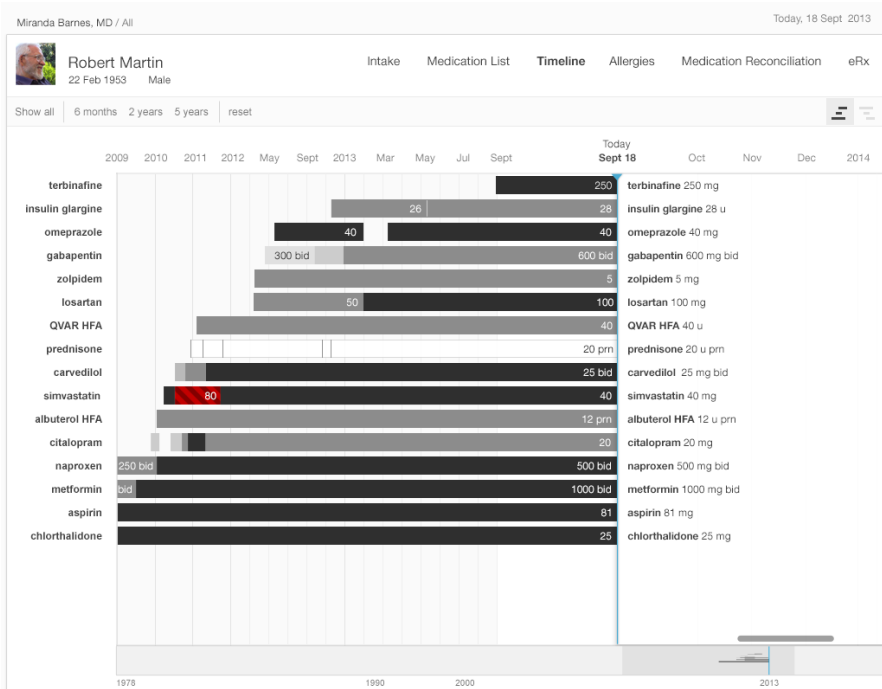 Miranda Barnes, MD / All
Today, 18 Sept 2013
Robert Martin
22 Feb 1953 Male
Intake Medication List Timeline Allergies Medication Reconciliation eRx
Show all 6 months 2 years 5 years reset
Today
2009 2010 2011 2012 May Sept 2013 Mar May Jul Sept Sept 18 Oct Nov Dec 2014
terbinafine 250 terbinafine 250 mg
insulin glargine 26 28 insulin glargine 28 u
omeprazole 40 40 omeprazole 40 mg
gabapentin 300 bid 600 bid gabapentin 600 mg bid
zolpidem 5 zolpidem 5 mg
losartan 50 100 losartan 100 mg
QVAR HFA 40 QVAR HFA 40 u
prednisone 20 prn prednisone 20 u prn
carvedilol 25 bid carvedilol 25 mg bid
simvastatin 80 40 simvastatin 40 mg
albuterol HFA 12 prn albuterol HFA 12 u prn
citalopram 20 citalopram 20 mg
naproxen 250 bid 500 bid naproxen 500 mg bid
metformin bid 1000 bid metformin 1000 mg bid
aspirin 81 aspirin 81 mg
chlorthalidone 25 chlorthalidone 25 mg
1978 1990 2000 2013